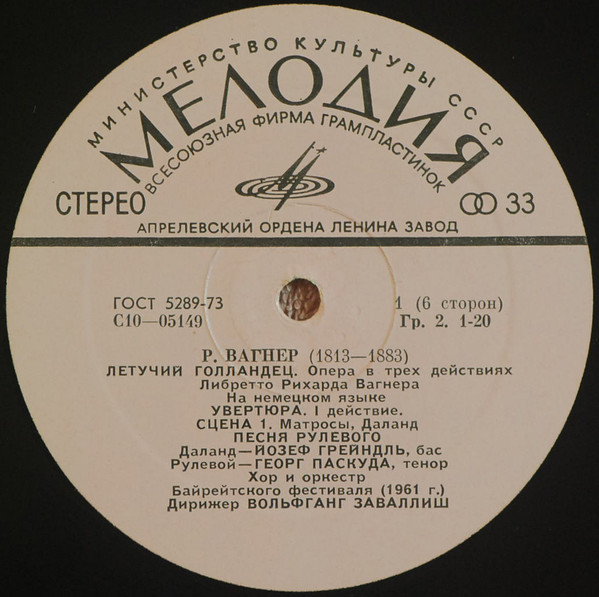 МИНИСТЕРСТВО КУЛЬТУРЫ СССР
МЕЛОДИЯ
ВСЕСОЮЗНАЯ ФИРМА ГРАМПЛАСТИНОК
СТЕРЕО 33
АПРЕЛЕВСКИЙ ОРДЕНА ЛЕНИНА ЗАВОД
ГОСТ 5289-73 1 (6 сторон)
С10—05149 Гр. 2. 1-20
Р. ВАГНЕР (1813—1883)
ЛЕТУЧИЙ ГОЛЛАНДЕЦ. Опера в трех действиях
Либретто Рихарда Вагнера
На немецком языке
УВЕРТЮРА. I действие.
СЦЕНА 1. Матросы, Даланд
ПЕСНЯ РУЛЕВОГО
Даланд—ЙОЗЕФ ГРЕЙНДЛЬ, бас
Рулевой—ГЕОРГ ПАСКУДА, тенор
Хор и оркестр
Байрейтского фестиваля (1961 г.)
Дирижер ВОЛЬФГАНГ ЗАВАЛЛИШ